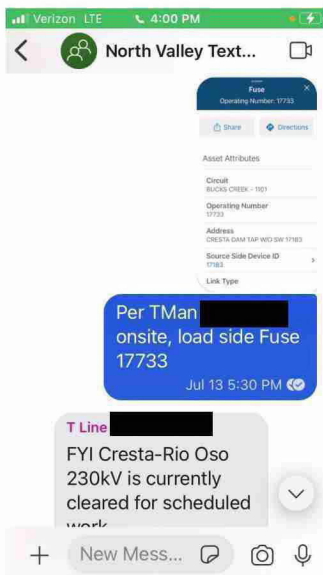 Verizon LTE 4:00 PM
North Valley Text...
Fuse
Operating Number: 17733
Share
Directions
Asset Attributes
Circuit
BUCKS CREEK - 1101
Operating Number
17733
Address
CRESTA DAM TAP W/O SW 17183
Source Side Device ID
17183
Link Type
Per TMan
onsite, load side Fuse
17733
Jul 13 5:30 PM
T Line
FYI Cresta-Rio Oso
230kV is currently
cleared for scheduled
work
New Mess...